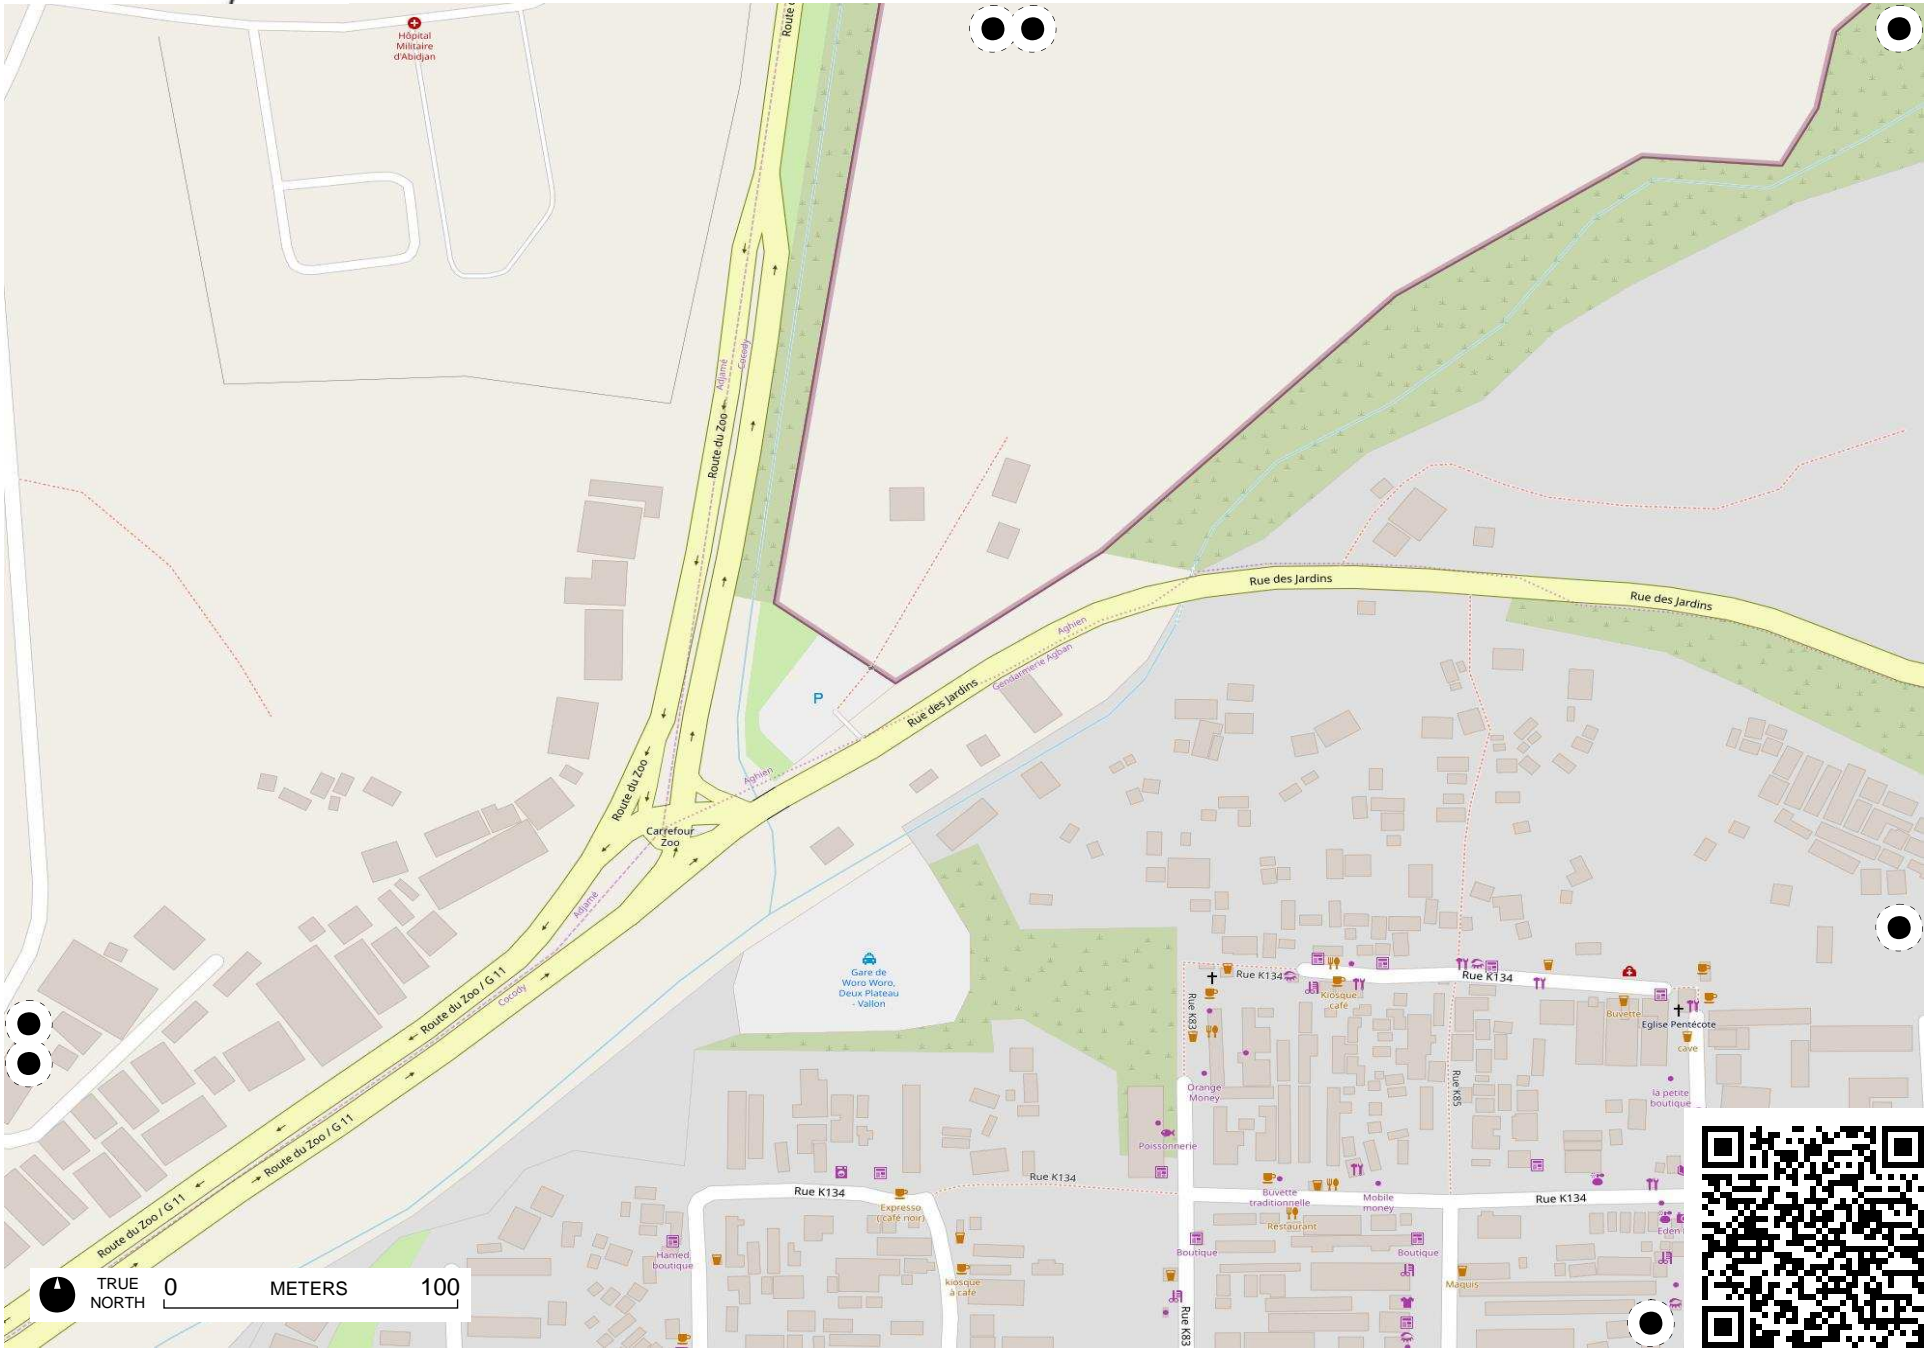 Hôpital
Militaire
d'Abidjan
Adjamé
Cocody
Route du Zoo
Rue des Jardins
Rue des Jardins
Aghien
Gendarmerie Agban
P
Rue des Jardins
Aghien
Route du Zoo
Carrefour
Zoo
Adjamé
Gare de
Woro Woro,
Deux Plateau
- Vallon
Route du Zoo / G 11
Cocody
Rue K134
Kiosque
café
Rue K134
Rue K83
Buvette
Eglise Pentecôte
cave
Orange
Money
Rue K85
la petite
boutique
Poissonnerie
Route du Zoo / G 11
Route du Zoo / G 11
Rue K134
Rue K134
Expresso
(café noir)
Buvette
traditionnelle
Mobile
money
Rue K134
Restaurant
Hamed
boutique
Boutique
Boutique
kiosque
à café
Maquis
Rue K83
TRUE
NORTH
0 METERS 100